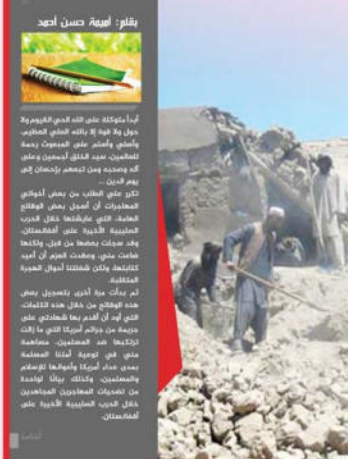 بقلم: أميمة حسن أحمد
أبدأ متوكلة على الله الحي القيوم ولا
حول ولا قوة إلا بالله العلي العظيم،
وأصلي وأسلم على المبعوث رحمة
للعالمين، سيد الخلق أجمعين وعلى
آله وصحبه ومن تبعهم بإحسان إلى
يوم الدين ...
تكرر علي الطلب من بعض أخواتي
المهاجرات أن أسجل بعض الوقائع
الهامة، التي عايشتها خلال الحرب
الصليبية الأخيرة على أفغانستان،
وقد سجلت بعضها من قبل، ولكنها
ضاعت مني، وعقدت العزم أن أعيد
كتابتها، ولكن شغلتنا أحوال الهجرة
المتقلبة.
ثم بدأت مرة أخرى بتسجيل بعض
هذه الوقائع من خلال هذه الكلمات،
التي أود أن أقدم بها شهادتي على
جريمة من جرائم أمريكا التي ما زالت
ترتكبها ضد المسلمين، مساهمة
مني في توعية أمتنا المسلمة
بمدى عداء أمريكا وأعوانها للإسلام
والمسلمين، وكذلك بيانًا لواحدة
من تضحيات المهاجرين المجاهدين
خلال الحرب الصليبية الأخيرة على
أفغانستان.